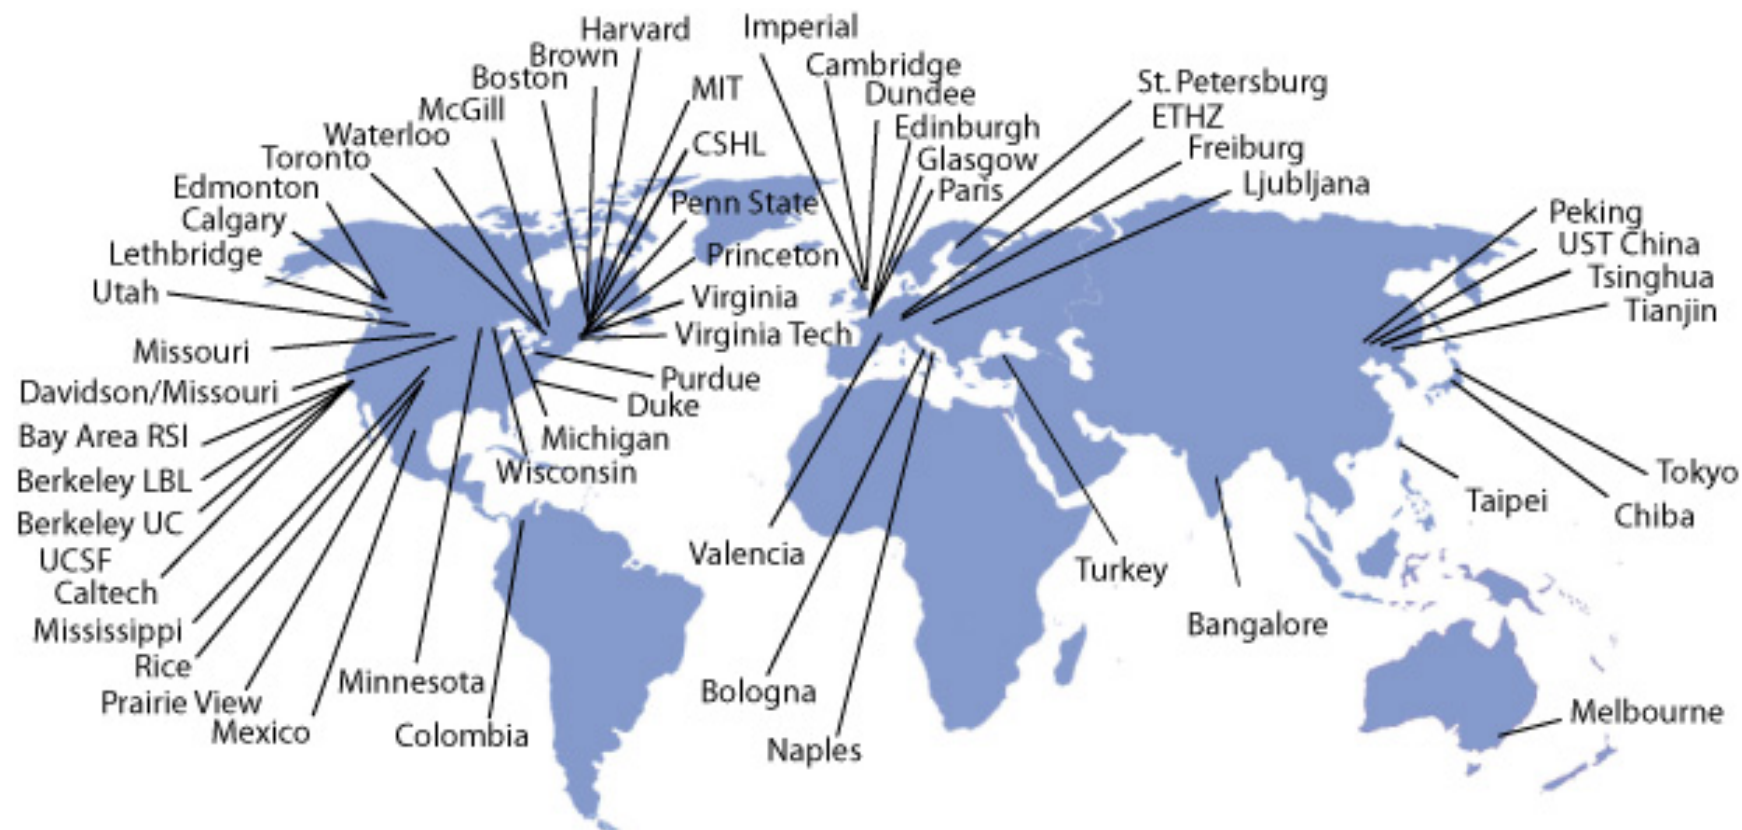 Harvard
Brown
Boston
McGill
Waterloo
Toronto
Edmonton
Calgary
Lethbridge
Utah
Missouri
Davidson/Missouri
Bay Area RSI
Berkeley LBL
Berkeley UC
UCSF
Caltech
Mississippi
Rice
Prairie View
Mexico
Minnesota
Colombia
MIT
CSHL
Penn State
Princeton
Virginia
Virginia Tech
Purdue
Duke
Michigan
Wisconsin
Imperial
Cambridge
Dundee
Edinburgh
Glasgow
Paris
St. Petersburg
ETHZ
Freiburg
Ljubljana
Valencia
Bologna
Naples
Turkey
Bangalore
Peking
UST China
Tsinghua
Tianjin
Tokyo
Chiba
Taipei
Melbourne